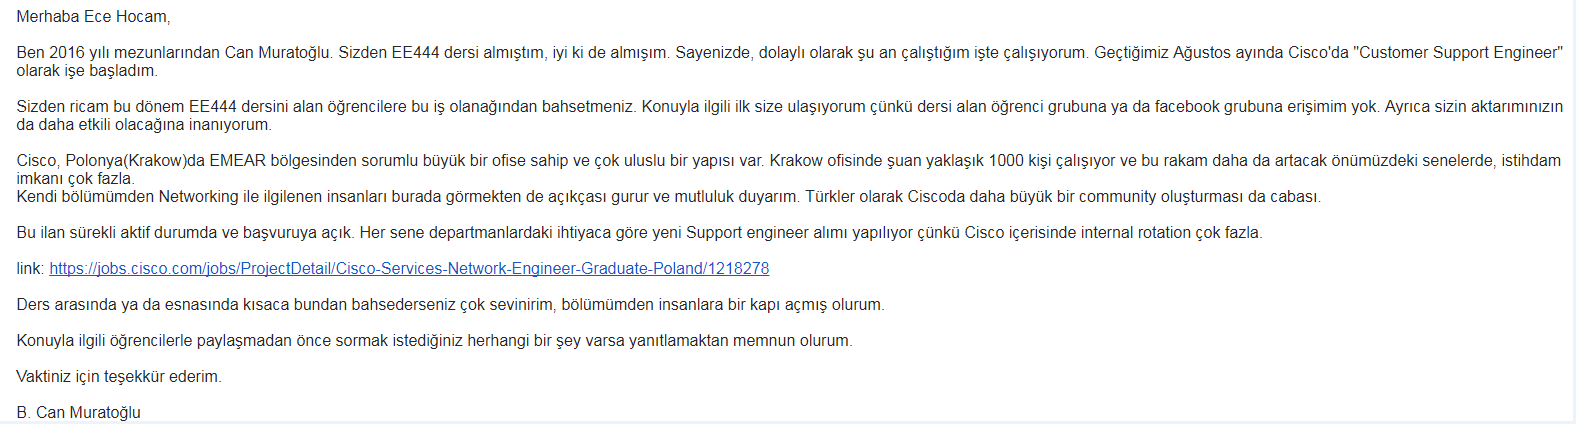 Merhaba Ece Hocam,
Ben 2016 yılı mezunlarından Can Muratoğlu. Sizden EE444 dersi almıştım, iyi ki de almışım. Sayenizde, dolaylı olarak şu an çalıştığım işte çalışıyorum. Geçtiğimiz Ağustos ayında Cisco'da "Customer Support Engineer"
olarak işe başladım.
Sizden ricam bu dönem EE444 dersini alan öğrencilere bu iş olanağından bahsetmeniz. Konuyla ilgili ilk size ulaşıyorum çünkü dersi alan öğrenci grubuna ya da facebook grubuna erişimim yok. Ayrıca sizin aktarımınızın
da daha etkili olacağına inanıyorum.
Cisco, Polonya(Krakow)da EMEAR bölgesinden sorumlu büyük bir ofise sahip ve çok uluslu bir yapısı var. Krakow ofisinde şuan yaklaşık 1000 kişi çalışıyor ve bu rakam daha da artacak önümüzdeki senelerde, istihdam
imkanı çok fazla.
Kendi bölümümden Networking ile ilgilenen insanları burada görmekten de açıkçası gurur ve mutluluk duyarım. Türkler olarak Ciscoda daha büyük bir community oluşturması da cabası.
Bu ilan sürekli aktif durumda ve başvuruya açık. Her sene departmanlardaki ihtiyaca göre yeni Support engineer alımı yapılıyor çünkü Cisco içerisinde internal rotation çok fazla.
link: https://jobs.cisco.com/jobs/ProjectDetail/Cisco-Services-Network-Engineer-Graduate-Poland/1218278
Ders arasında ya da esnasında kısaca bundan bahsederseniz çok sevinirim, bölümümden insanlara bir kapı açmış olurum.
Konuyla ilgili öğrencilerle paylaşmadan önce sormak istediğiniz herhangi bir şey varsa yanıtlamaktan memnun olurum.
Vaktiniz için teşekkür ederim.
B. Can Muratoğlu